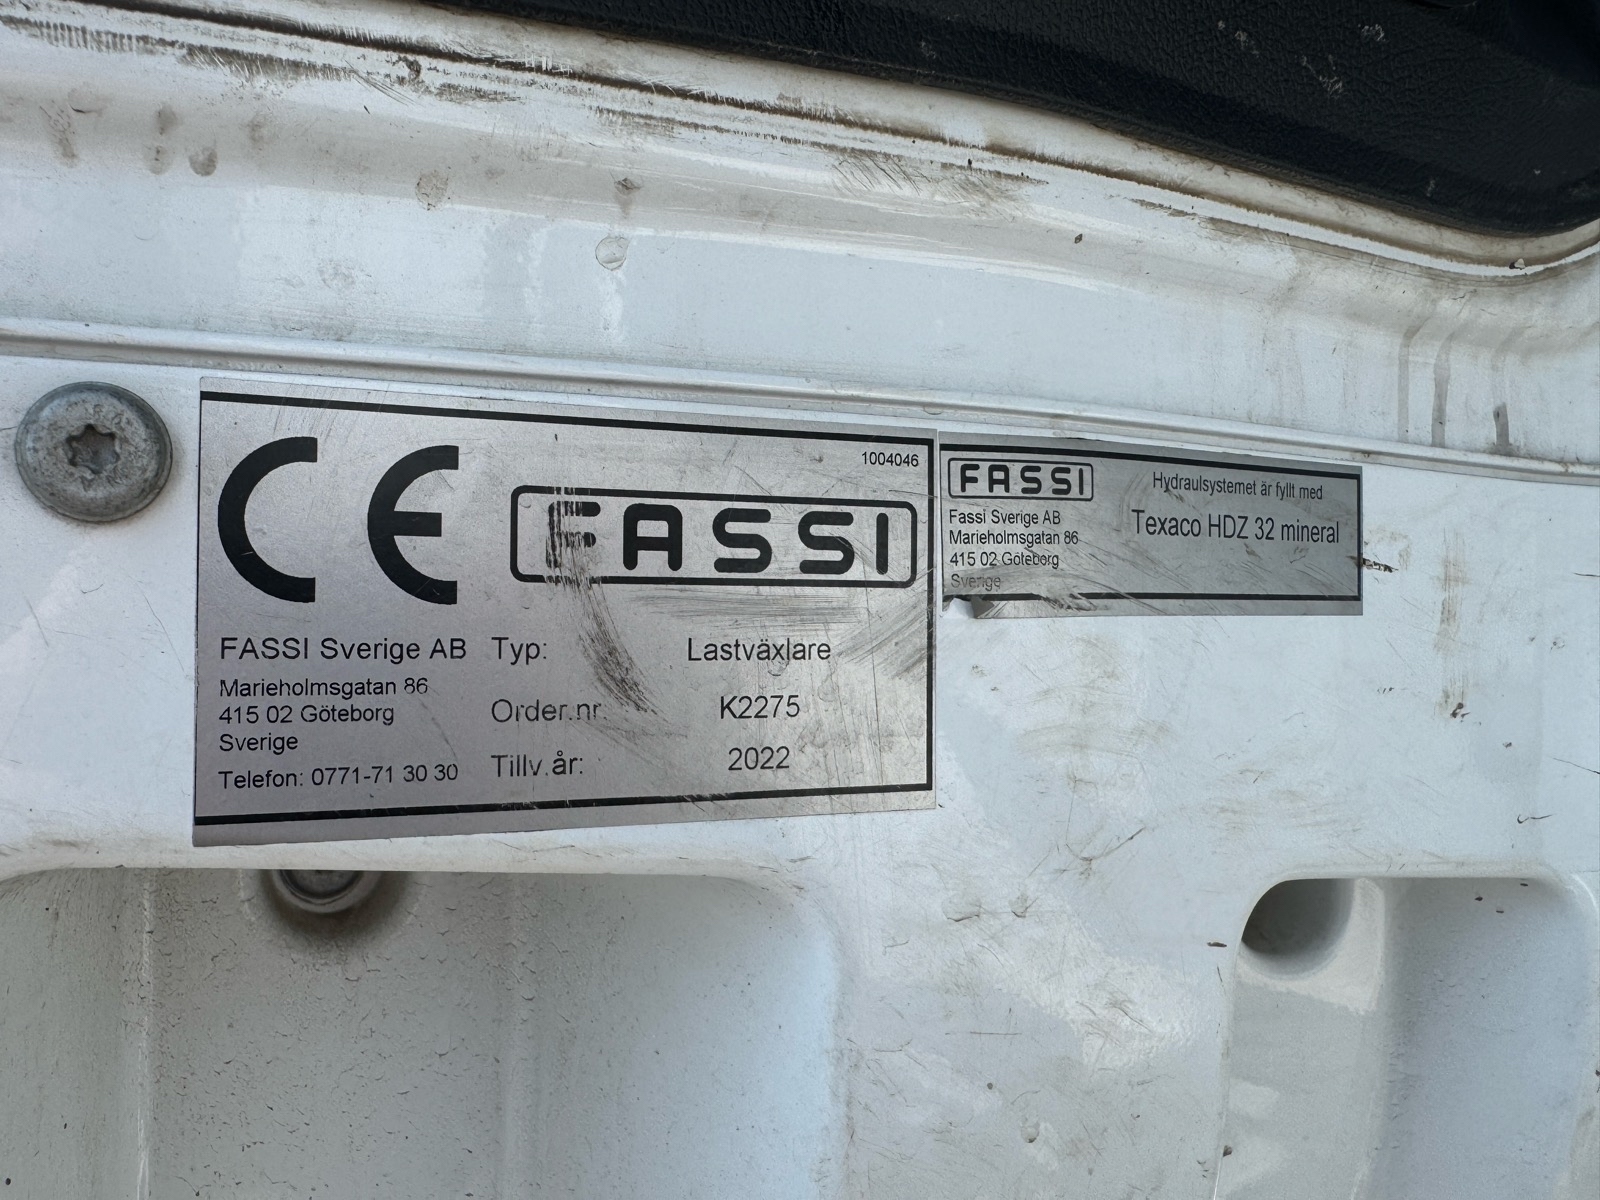 CE
1004046
FASSI
FASSI Sverige AB
Marieholmsgatan 86
415 02 Göteborg
Sverige
Telefon: 0771-71 30 30
Typ: Lastväxlare
Order.nr: K2275
Tillv.år: 2022
FASSI
Fassi Sverige AB
Marieholmsgatan 86
415 02 Göteborg
Sverige
Hydraulsystemet är fyllt med
Texaco HDZ 32 mineral